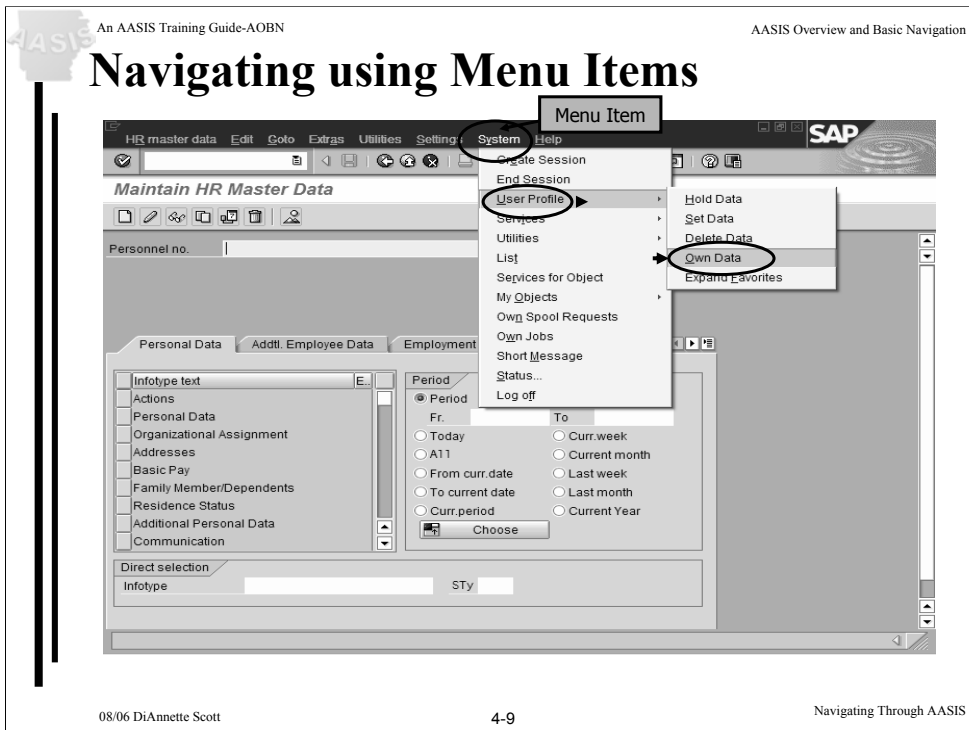 An AASIS Training Guide-AOBN
AASIS Overview and Basic Navigation
AASIS
Navigating using Menu Items
Menu Item
HR master data Edit Goto Extras Utilities Settings System Help
SAP
Maintain HR Master Data
Personnel no.
Create Session
End Session
User Profile
Services
Utilities
List
Services for Object
My Objects
Own Spool Requests
Own Jobs
Short Message
Status...
Log off
Hold Data
Set Data
Delete Data
Own Data
Expand Favorites
Personal Data Addtl. Employee Data Employment
Infotype text E..
Actions
Personal Data
Organizational Assignment
Addresses
Basic Pay
Family Member/Dependents
Residence Status
Additional Personal Data
Communication
Period
Period
Fr. To
Today Curr.week
All Current month
From curr.date Last week
To current date Last month
Curr.period Current Year
Choose
Direct selection
Infotype STy
08/06 DiAnnette Scott
4-9
Navigating Through AASIS